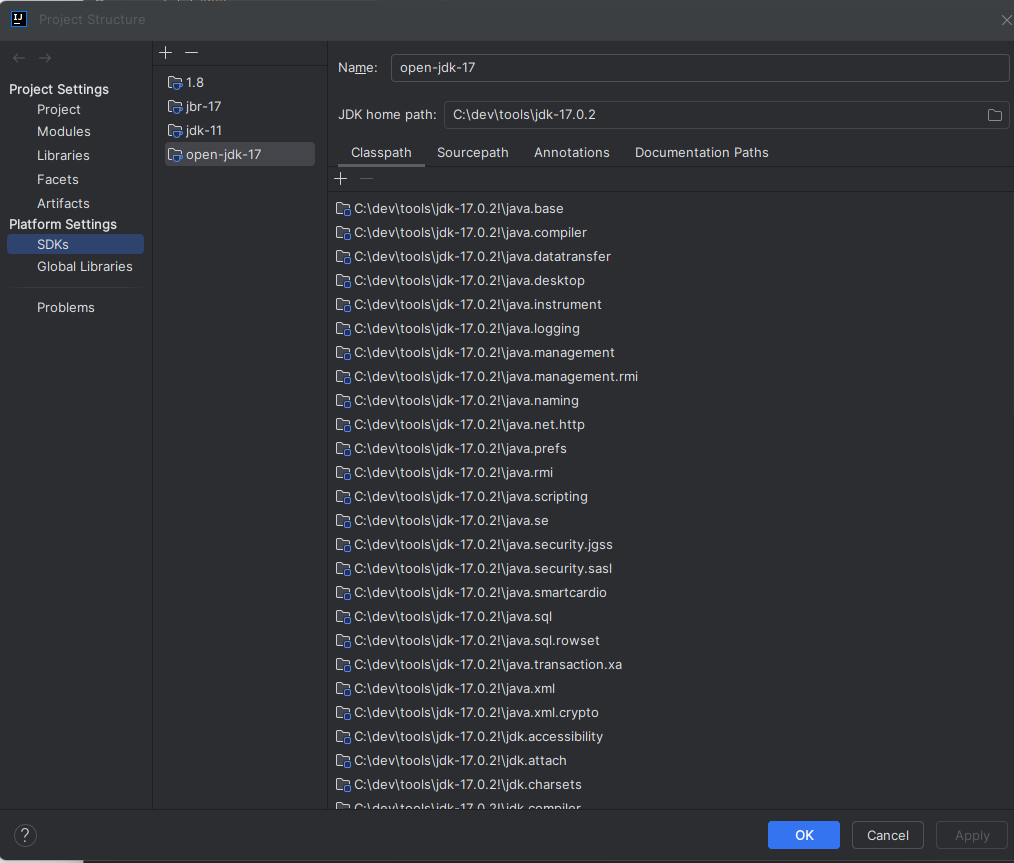 IJ
Project Structure
Project Settings
Project
Modules
Libraries
Facets
Artifacts
Platform Settings
SDKs
Global Libraries
Problems
1.8
jbr-17
jdk-11
open-jdk-17
Name: open-jdk-17
JDK home path: C:\dev\tools\jdk-17.0.2
Classpath Sourcepath Annotations Documentation Paths
C:\dev\tools\jdk-17.0.2!\java.base
C:\dev\tools\jdk-17.0.2!\java.compiler
C:\dev\tools\jdk-17.0.2!\java.datatransfer
C:\dev\tools\jdk-17.0.2!\java.desktop
C:\dev\tools\jdk-17.0.2!\java.instrument
C:\dev\tools\jdk-17.0.2!\java.logging
C:\dev\tools\jdk-17.0.2!\java.management
C:\dev\tools\jdk-17.0.2!\java.management.rmi
C:\dev\tools\jdk-17.0.2!\java.naming
C:\dev\tools\jdk-17.0.2!\java.net.http
C:\dev\tools\jdk-17.0.2!\java.prefs
C:\dev\tools\jdk-17.0.2!\java.rmi
C:\dev\tools\jdk-17.0.2!\java.scripting
C:\dev\tools\jdk-17.0.2!\java.se
C:\dev\tools\jdk-17.0.2!\java.security.jgss
C:\dev\tools\jdk-17.0.2!\java.security.sasl
C:\dev\tools\jdk-17.0.2!\java.smartcardio
C:\dev\tools\jdk-17.0.2!\java.sql
C:\dev\tools\jdk-17.0.2!\java.sql.rowset
C:\dev\tools\jdk-17.0.2!\java.transaction.xa
C:\dev\tools\jdk-17.0.2!\java.xml
C:\dev\tools\jdk-17.0.2!\java.xml.crypto
C:\dev\tools\jdk-17.0.2!\jdk.accessibility
C:\dev\tools\jdk-17.0.2!\jdk.attach
C:\dev\tools\jdk-17.0.2!\jdk.charsets
C:\dev\tools\jdk-17.0.2!\jdk.compiler
?
OK Cancel Apply